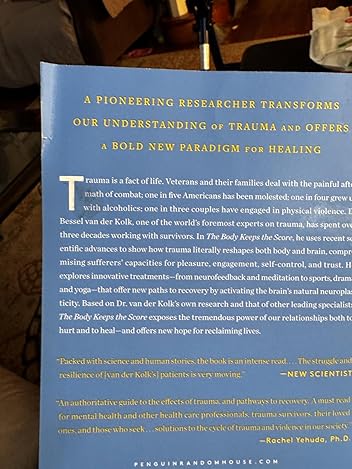 A PIONEERING RESEARCHER TRANSFORMS
OUR UNDERSTANDING OF TRAUMA AND OFFERS
A BOLD NEW PARADIGM FOR HEALING
Trauma is a fact of life. Veterans and their families deal with the painful after
math of combat; one in five Americans has been molested; one in four grew u
with alcoholics; one in three couples have engaged in physical violence. D
Bessel van der Kolk, one of the world's foremost experts on trauma, has spent over
three decades working with survivors. In The Body Keeps the Score, he uses recent sc
entific advances to show how trauma literally reshapes both body and brain, compr
mising sufferers' capacities for pleasure, engagement, self-control, and trust. H
explores innovative treatments—from neurofeedback and meditation to sports, dram
and yoga—that offer new paths to recovery by activating the brain's natural neuroplas
ticity. Based on Dr. van der Kolk's own research and that of other leading specialist
The Body Keeps the Score exposes the tremendous power of our relationships both to
hurt and to heal—and offers new hope for reclaiming lives.
"Packed with science and human stories, the book is an intense read. . . . The struggle and
resilience of [van der Kolk's] patients is very moving."
—NEW SCIENTIS
"An authoritative guide to the effects of trauma, and pathways to recovery. A must read
for mental health and other health care professionals, trauma survivors, their loved
ones, and those who seek . . . solutions to the cycle of trauma and violence in our society."
—Rachel Yehuda, Ph.D.
PENGUINRANDOMHOUSE.COM